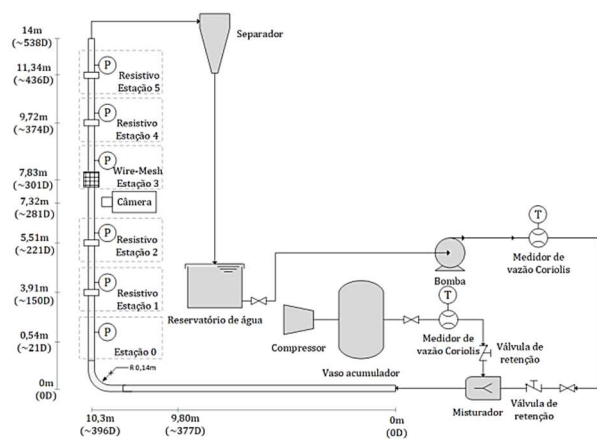 14m
(~538D)
11,34m
(~436D)
9,72m
(~374D)
7,83m
(~301D)
7,32m
(~281D)
5,51m
(~221D)
3,91m
(~150D)
0,54m
(~21D)
0m
(0D)
P
Resistivo
Estação 5
P
Resistivo
Estação 4
P
Wire-Mesh
Estação 3
Câmera
P
Resistivo
Estação 2
P
Resistivo
Estação 1
P
Estação 0
R 0,14m
10,3m
(~396D)
9,80m
(~377D)
0m
(0D)
Separador
Reservatório de água
Compressor
Vaso acumulador
Bomba
T
Medidor de
vazão Coriolis
T
Medidor
de vazão Coriolis
Válvula de
retenção
Misturador
Válvula de
retenção